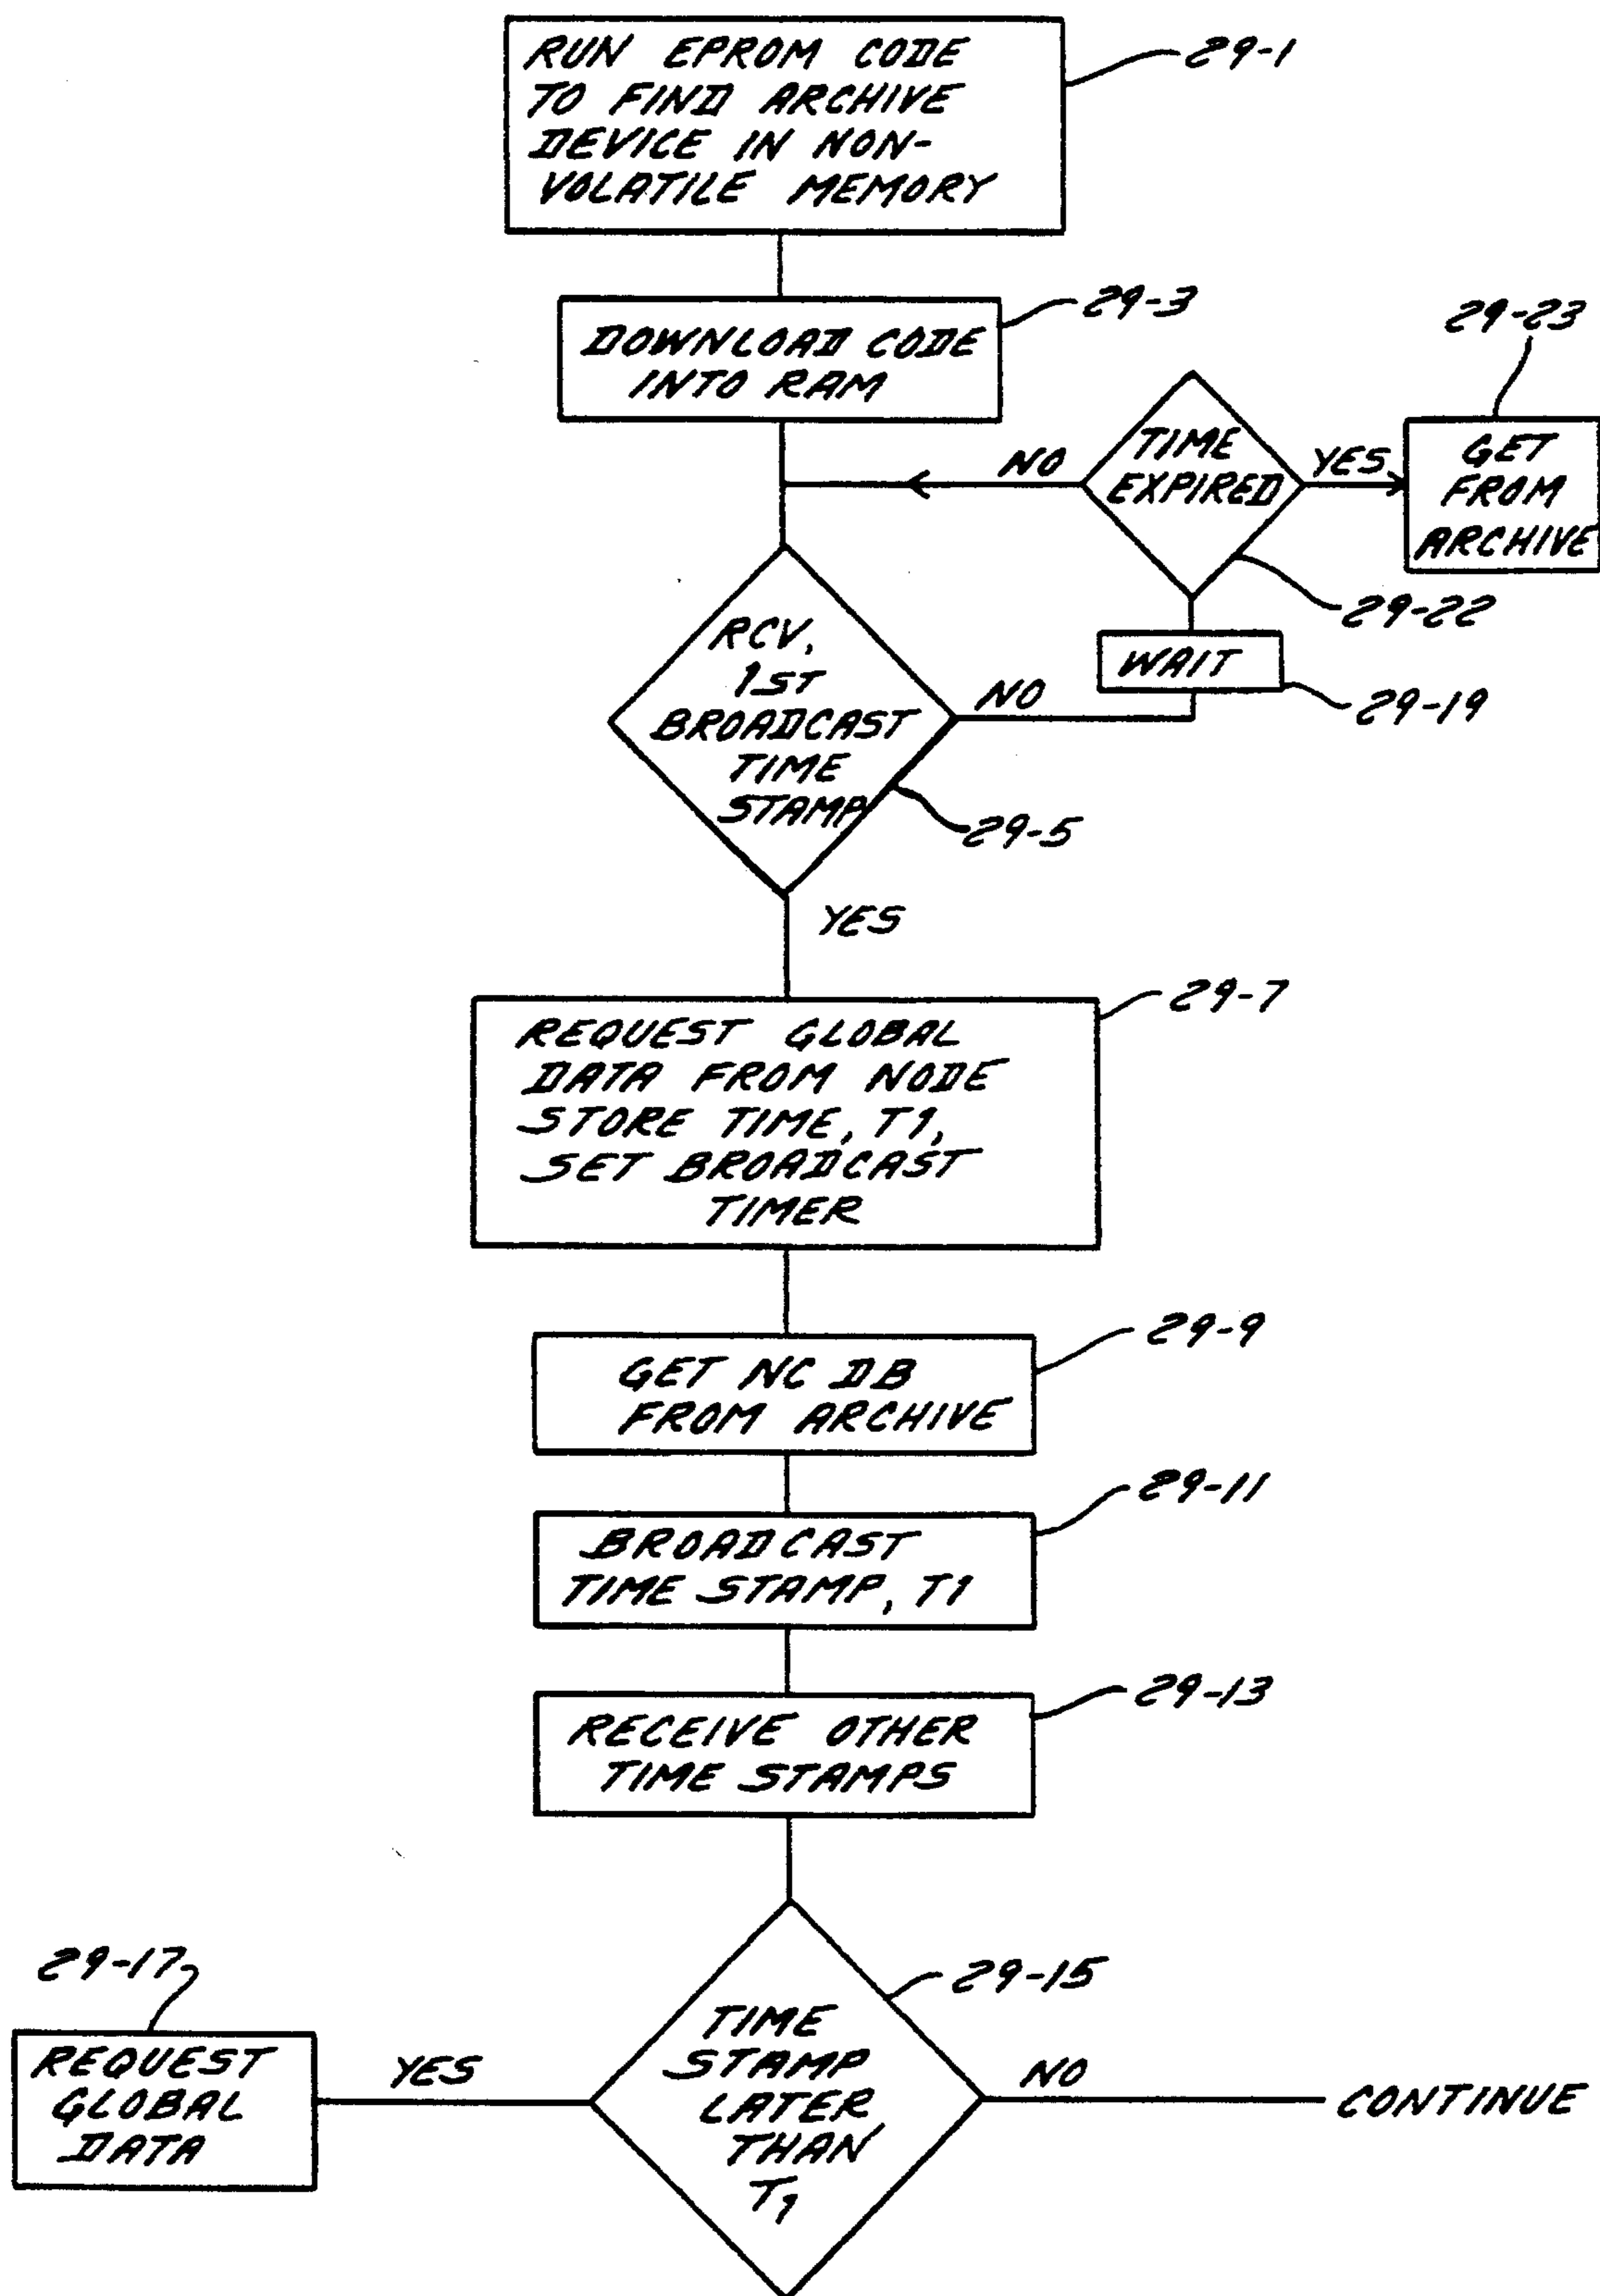 RUN EPROM CODE
TO FIND ARCHIVE
DEVICE IN NON-
VOLATILE MEMORY
29-1
DOWNLOAD CODE
INTO RAM
29-3
29-23
TIME
EXPIRED
NO
YES
GET
FROM
ARCHIVE
29-22
WAIT
29-19
RCV,
1ST
BROADCAST
TIME
STAMP
NO
29-5
YES
29-7
REQUEST GLOBAL
DATA FROM NODE
STORE TIME, T1,
SET BROADCAST
TIMER
29-9
GET NC DB
FROM ARCHIVE
29-11
BROADCAST
TIME STAMP, T1
29-13
RECEIVE OTHER
TIME STAMPS
29-17
29-15
REQUEST
GLOBAL
DATA
YES
TIME
STAMP
LATER
THAN
T1
NO
CONTINUE